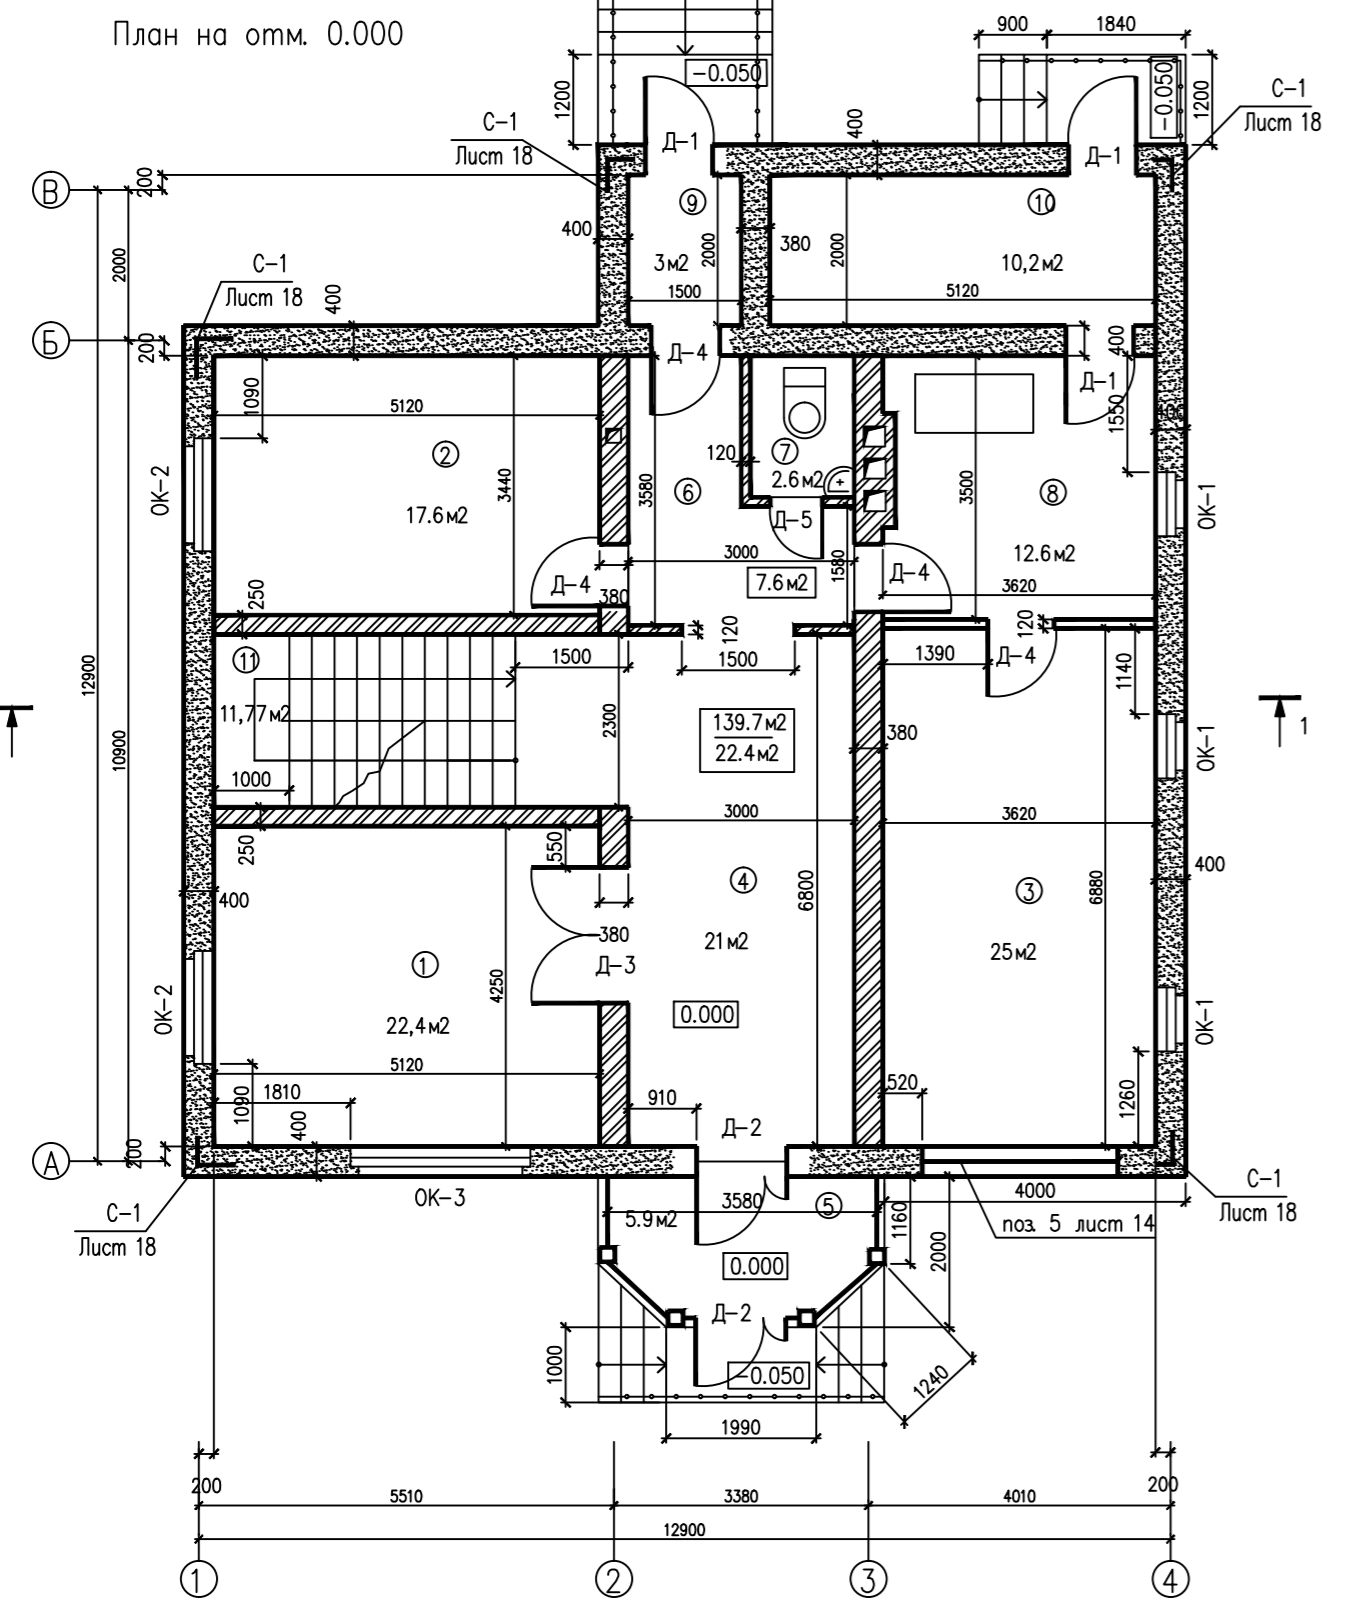 План на отм. 0.000
900
1840
-0.050
1200
С-1
Лист 18
Д-1
400
-0.050
1200
С-1
Лист 18
Д-1
В
200
9
10
400
380
2000
3м2
2000
10,2м2
1500
5120
2000
С-1
Лист 18
400
Б
200
Д-4
400
Д-1
1090
5120
1550
400
ОК-2
2
3440
17.6м2
120
7
2.6м2
3580
6
Д-5
3500
8
ОК-1
12.6м2
3000
1580
7.6м2
Д-4
3620
Д-4
380
250
120
120
11
1500
1500
1390
Д-4
1140
12900
10900
11,77м2
2300
139.7м2
22.4м2
380
ОК-1
1
1000
3000
3620
250
550
400
4
6800
3
6880
400
380
21м2
25м2
1
Д-3
4250
ОК-2
22,4м2
0.000
ОК-1
5120
1090
1810
910
520
1260
400
Д-2
А
200
ОК-3
С-1
Лист 18
3580
5
5.9м2
1160
4000
С-1
Лист 18
поз. 5 лист 14
2000
0.000
Д-2
1000
-0.050
1240
1990
200
5510
3380
4010
200
12900
1
2
3
4